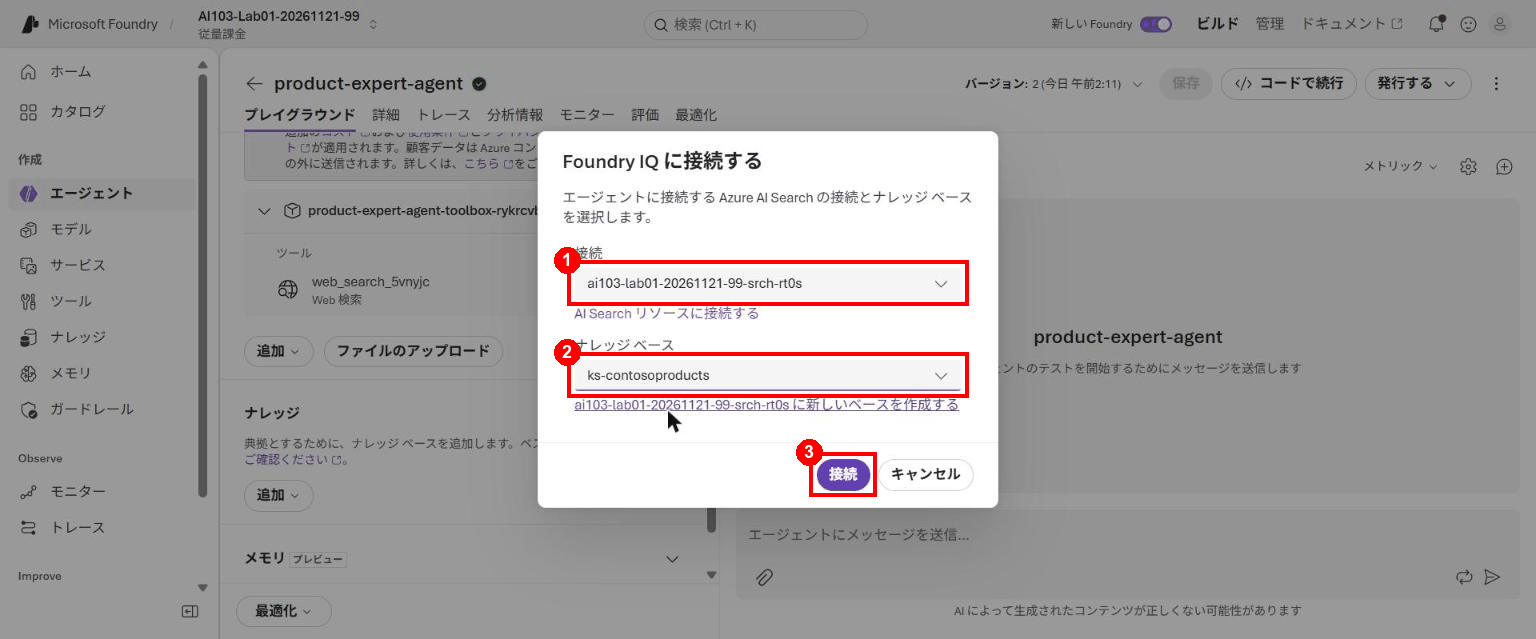 Microsoft Foundry / AI103-Lab01-20261121-99
従量課金
検索 (Ctrl + K)
新しい Foundry
ビルド
管理
ドキュメント
ホーム
カタログ
作成
エージェント
モデル
サービス
ツール
ナレッジ
メモリ
ガードレール
Observe
モニター
トレース
Improve
product-expert-agent
バージョン: 2 (今日 午前2:11)
保存
コードで続行
発行する
プレイグラウンド 詳細 トレース 分析情報 モニター 評価 最適化
ト が適用されます。顧客データは Azure コン
の外に送信されます。詳しくは、こちら をご
product-expert-agent-toolbox-rykrcvb
ツール
web_search_5vnyjc
Web 検索
追加
ファイルのアップロード
ナレッジ
典拠とするために、ナレッジ ベースを追加します。ベス
ご確認ください 。
追加
メモリ プレビュー
最適化
Foundry IQ に接続する
エージェントに接続する Azure AI Search の接続とナレッジ ベース
を選択します。
1
接続
ai103-lab01-20261121-99-srch-rt0s
AI Search リソースに接続する
2
ナレッジ ベース
ks-contosoproducts
ai103-lab01-20261121-99-srch-rt0s に新しいベースを作成する
3
接続
キャンセル
メトリック
product-expert-agent
ントのテストを開始するためにメッセージを送信します
エージェントにメッセージを送信...
AI によって生成されたコンテンツが正しくない可能性があります